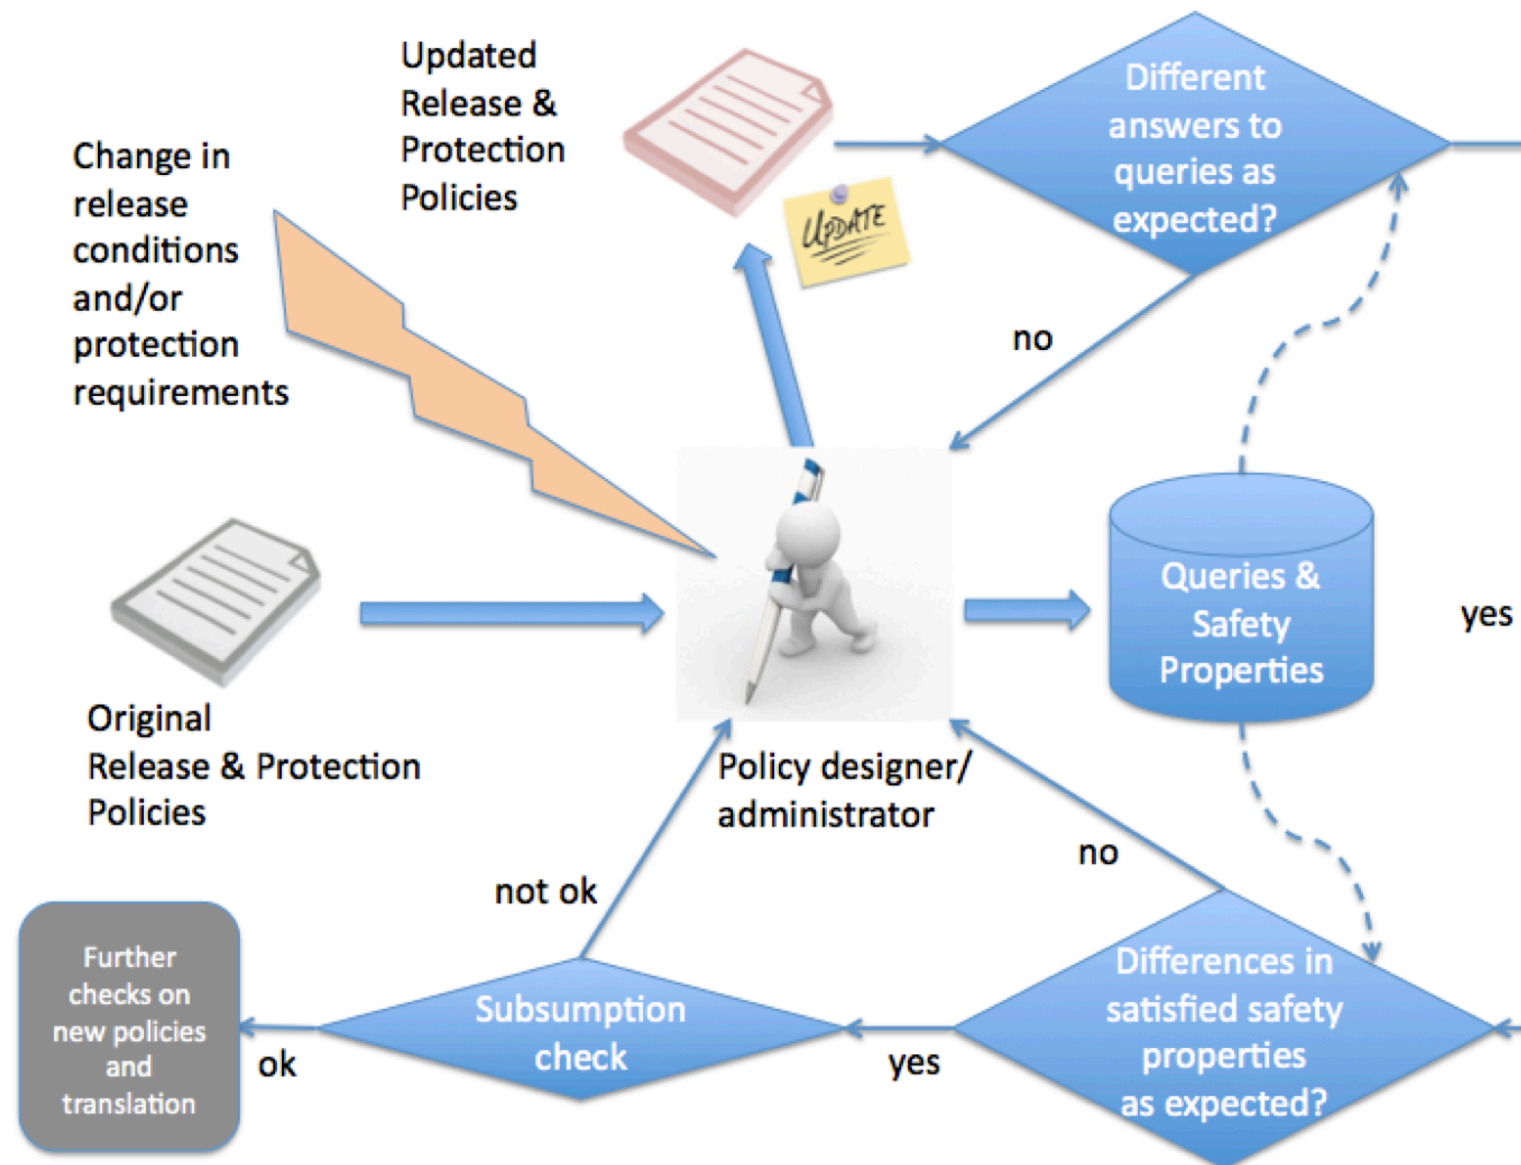 Updated
Release &
Protection
Policies
Different
answers to
queries as
expected?
Change in
release
conditions
and/or
protection
requirements
UPDATE
no
Queries &
Safety
Properties
yes
Original
Release & Protection
Policies
Policy designer/
administrator
no
not ok
Further
checks on
new policies
and
translation
ok
Subsumption
check
yes
Differences in
satisfied safety
properties
as expected?